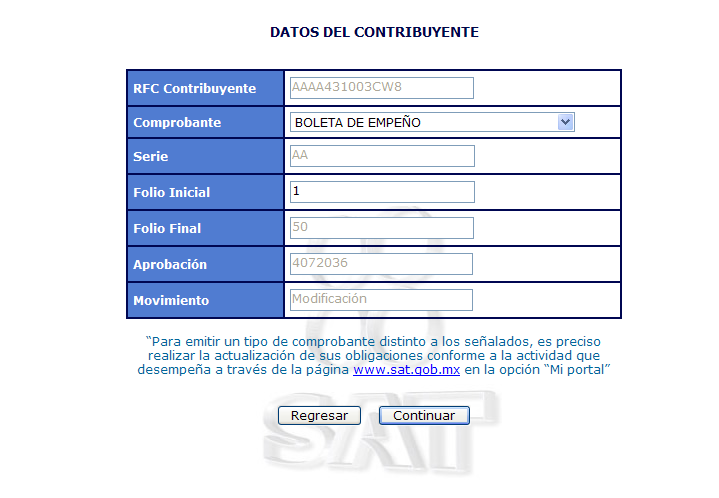 DATOS DEL CONTRIBUYENTE
RFC Contribuyente AAAA431003CW8
Comprobante BOLETA DE EMPEÑO
Serie AA
Folio Inicial 1
Folio Final 50
Aprobación 4072036
Movimiento Modificación
“Para emitir un tipo de comprobante distinto a los señalados, es preciso
realizar la actualización de sus obligaciones conforme a la actividad que
desempeña a través de la página www.sat.gob.mx en la opción “Mi portal”
Regresar Continuar
SAT